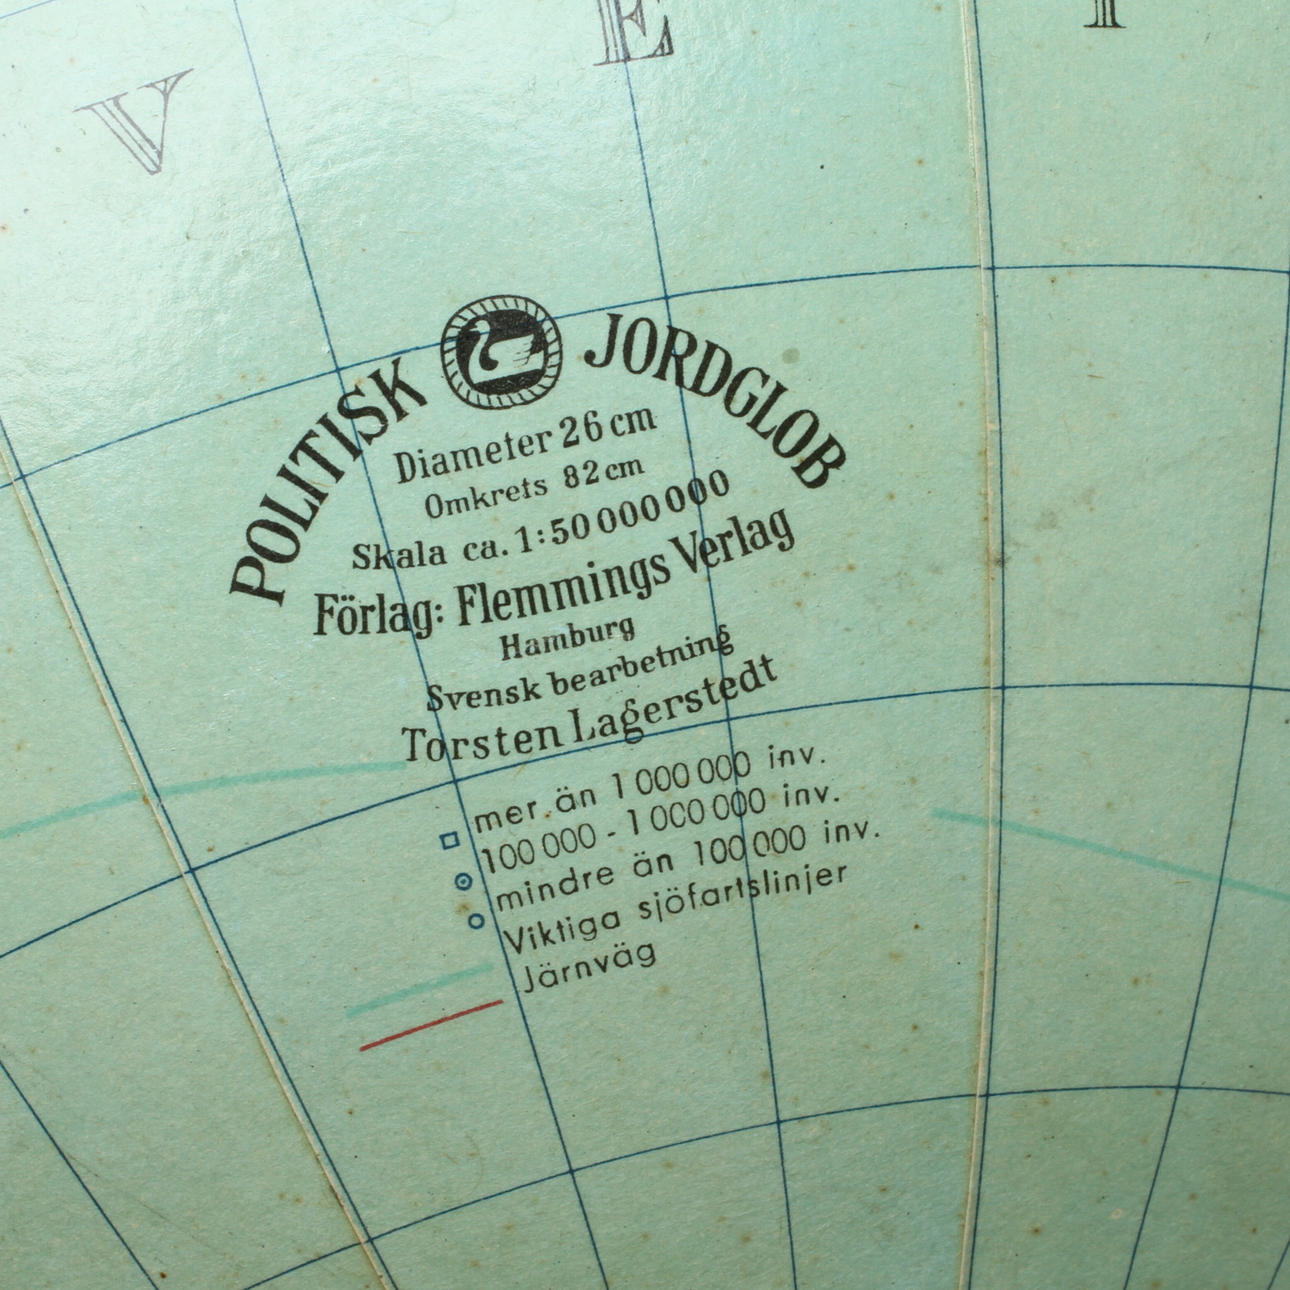 V E T
POLITISK JORDGLOB
Diameter 26 cm
Omkrets 82 cm
Skala ca. 1:50 000 000
Förlag: Flemmings Verlag
Hamburg
Svensk bearbetning
Torsten Lagerstedt
mer än 1 000 000 inv.
100 000 - 1 000 000 inv.
mindre än 100 000 inv.
Viktiga sjöfartslinjer
Järnväg